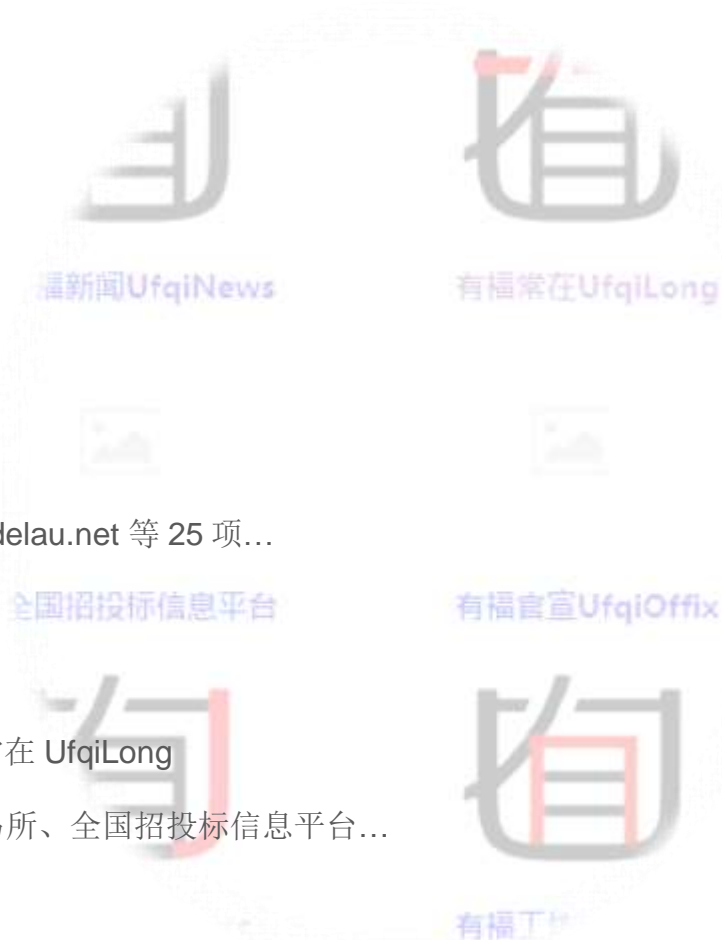 福新闻UfqiNews
有福常在UfqiLong
delau.net 等 25 项…
全国招投标信息平台
有福官宣UfqiOffix
在 UfqiLong
所、全国招投标信息平台…
有福工